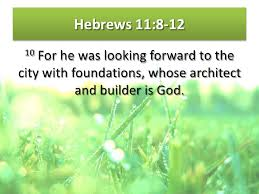 Hebrews 11:8-12
10 For he was looking forward to the
city with foundations, whose architect
and builder is God.